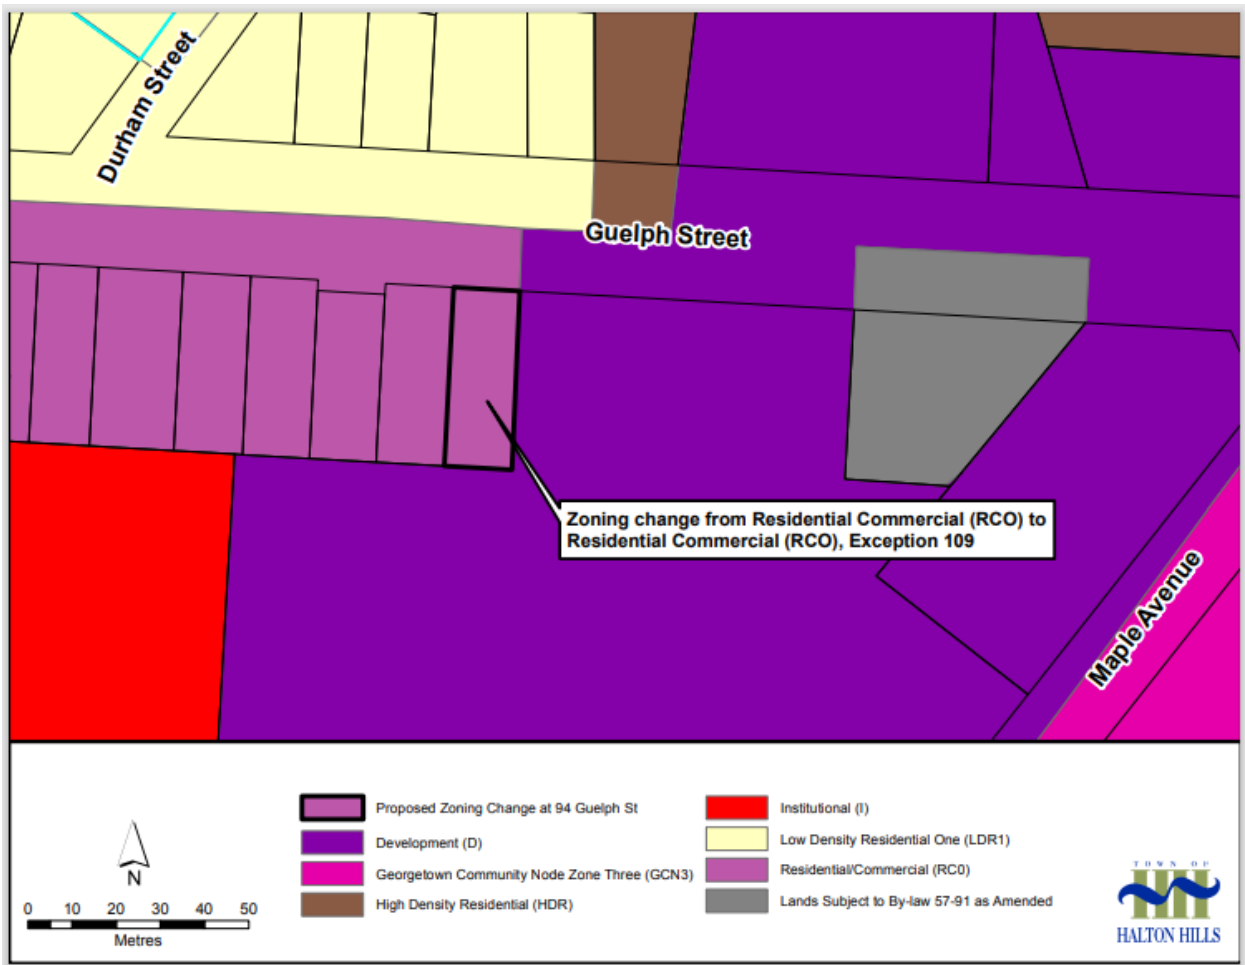 Durham Street
Guelph Street
Zoning change from Residential Commercial (RCO) to
Residential Commercial (RCO), Exception 109
Maple Avenue
N
0 10 20 30 40 50
Metres
Proposed Zoning Change at 94 Guelph St
Development (D)
Georgetown Community Node Zone Three (GCN3)
High Density Residential (HDR)
Institutional (I)
Low Density Residential One (LDR1)
Residential/Commercial (RC0)
Lands Subject to By-law 57-91 as Amended
TOWN OF
HALTON HILLS